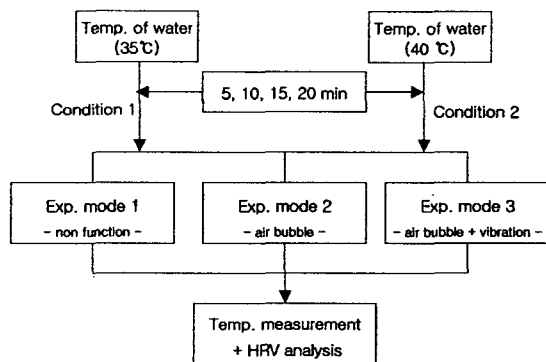 Temp. of water
(35℃)
Temp. of water
(40℃)
5, 10, 15, 20 min
Condition 1
Condition 2
Exp. mode 1
- non function -
Exp. mode 2
- air bubble -
Exp. mode 3
- air bubble + vibration -
Temp. measurement
+ HRV analysis